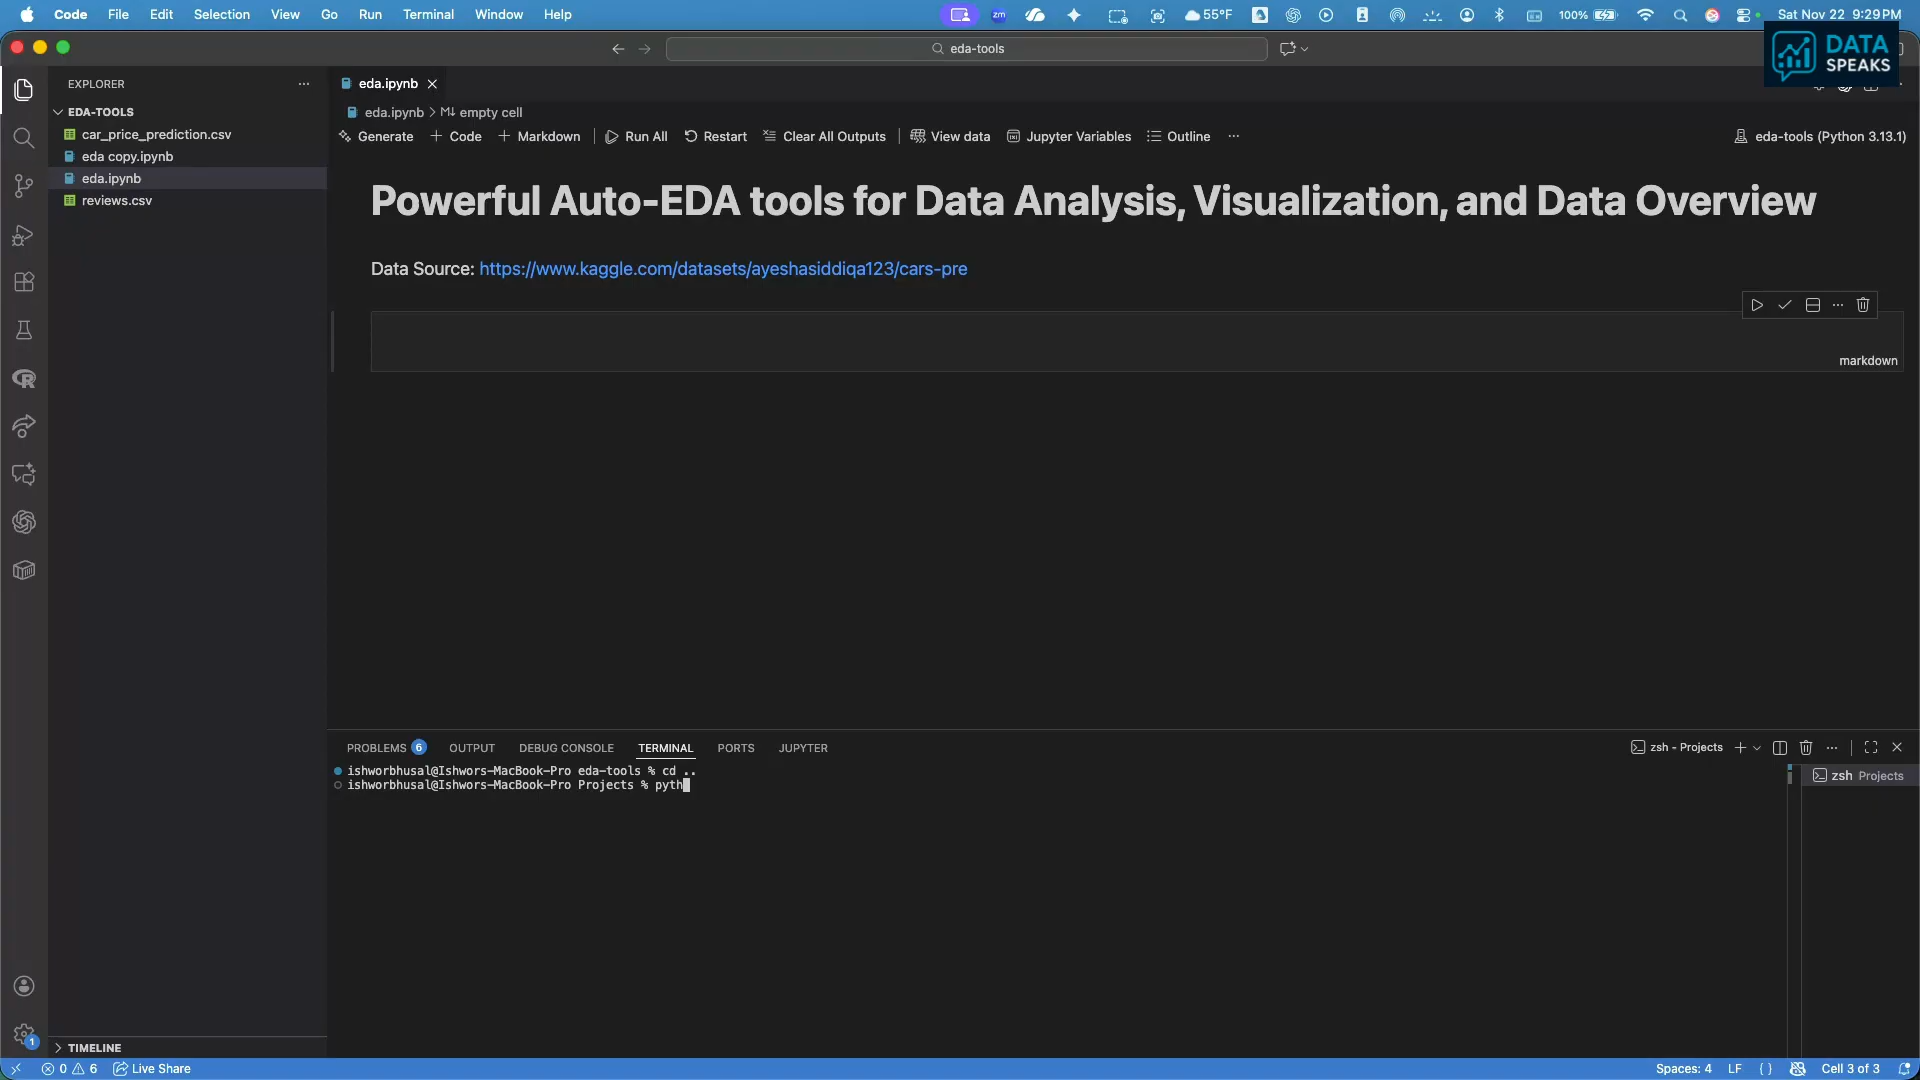 Code File Edit Selection View Go Run Terminal Window Help
zm 55°F 100% Sat Nov 22 9:29 PM
eda-tools
DATA
SPEAKS
EXPLORER
eda.ipynb
EDA-TOOLS
eda.ipynb > M↓ empty cell
car_price_prediction.csv
eda copy.ipynb
eda.ipynb
reviews.csv
Generate + Code + Markdown Run All Restart Clear All Outputs View data Jupyter Variables Outline ... eda-tools (Python 3.13.1)
Powerful Auto-EDA tools for Data Analysis, Visualization, and Data Overview
Data Source: https://www.kaggle.com/datasets/ayeshasiddiqa123/cars-pre
markdown
PROBLEMS 6 OUTPUT DEBUG CONSOLE TERMINAL PORTS JUPYTER
zsh - Projects
ishworbhusal@Ishwors-MacBook-Pro eda-tools % cd ..
ishworbhusal@Ishwors-MacBook-Pro Projects % pyth
zsh Projects
1
TIMELINE
0 6 Live Share
Spaces: 4 LF { } Cell 3 of 3